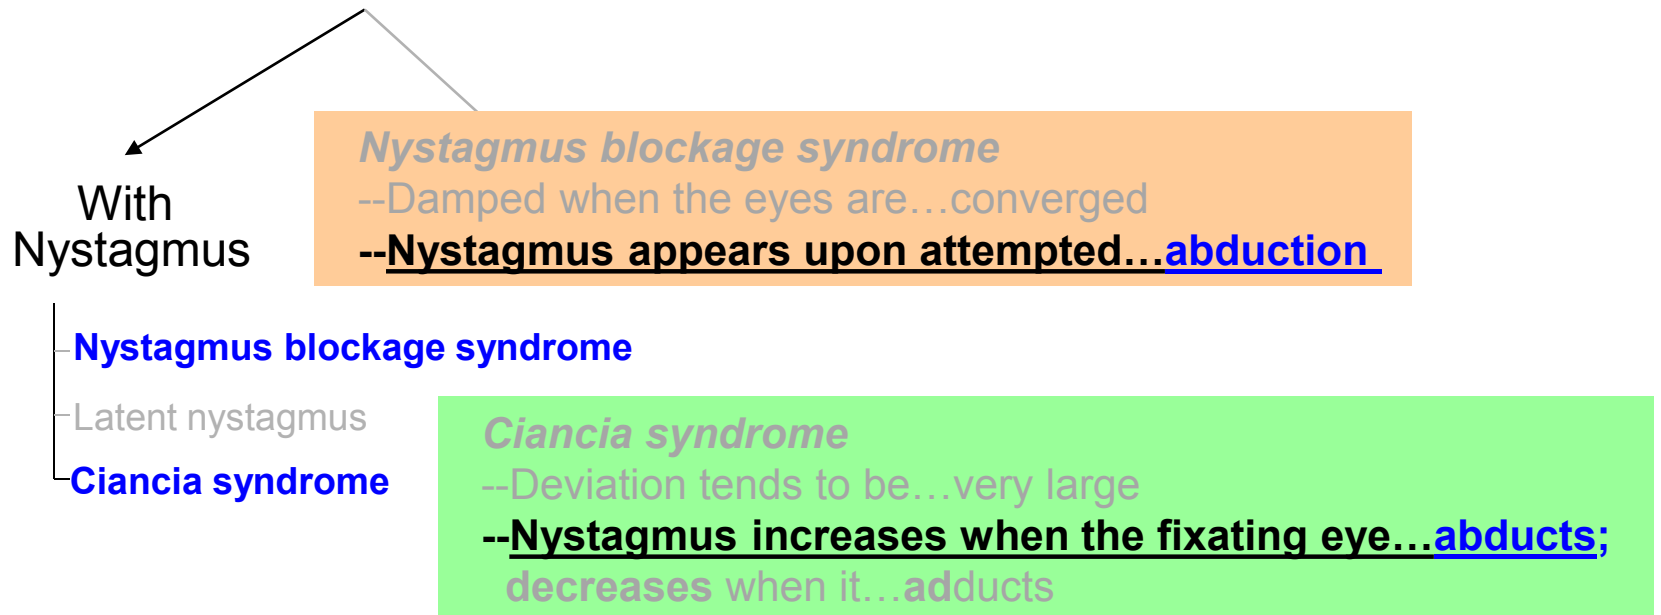 With
Nystagmus
Nystagmus blockage syndrome
--Damped when the eyes are…converged
--Nystagmus appears upon attempted…abduction
Nystagmus blockage syndrome
Latent nystagmus
Ciancia syndrome
Ciancia syndrome
--Deviation tends to be…very large
--Nystagmus increases when the fixating eye…abducts;
decreases when it…adducts